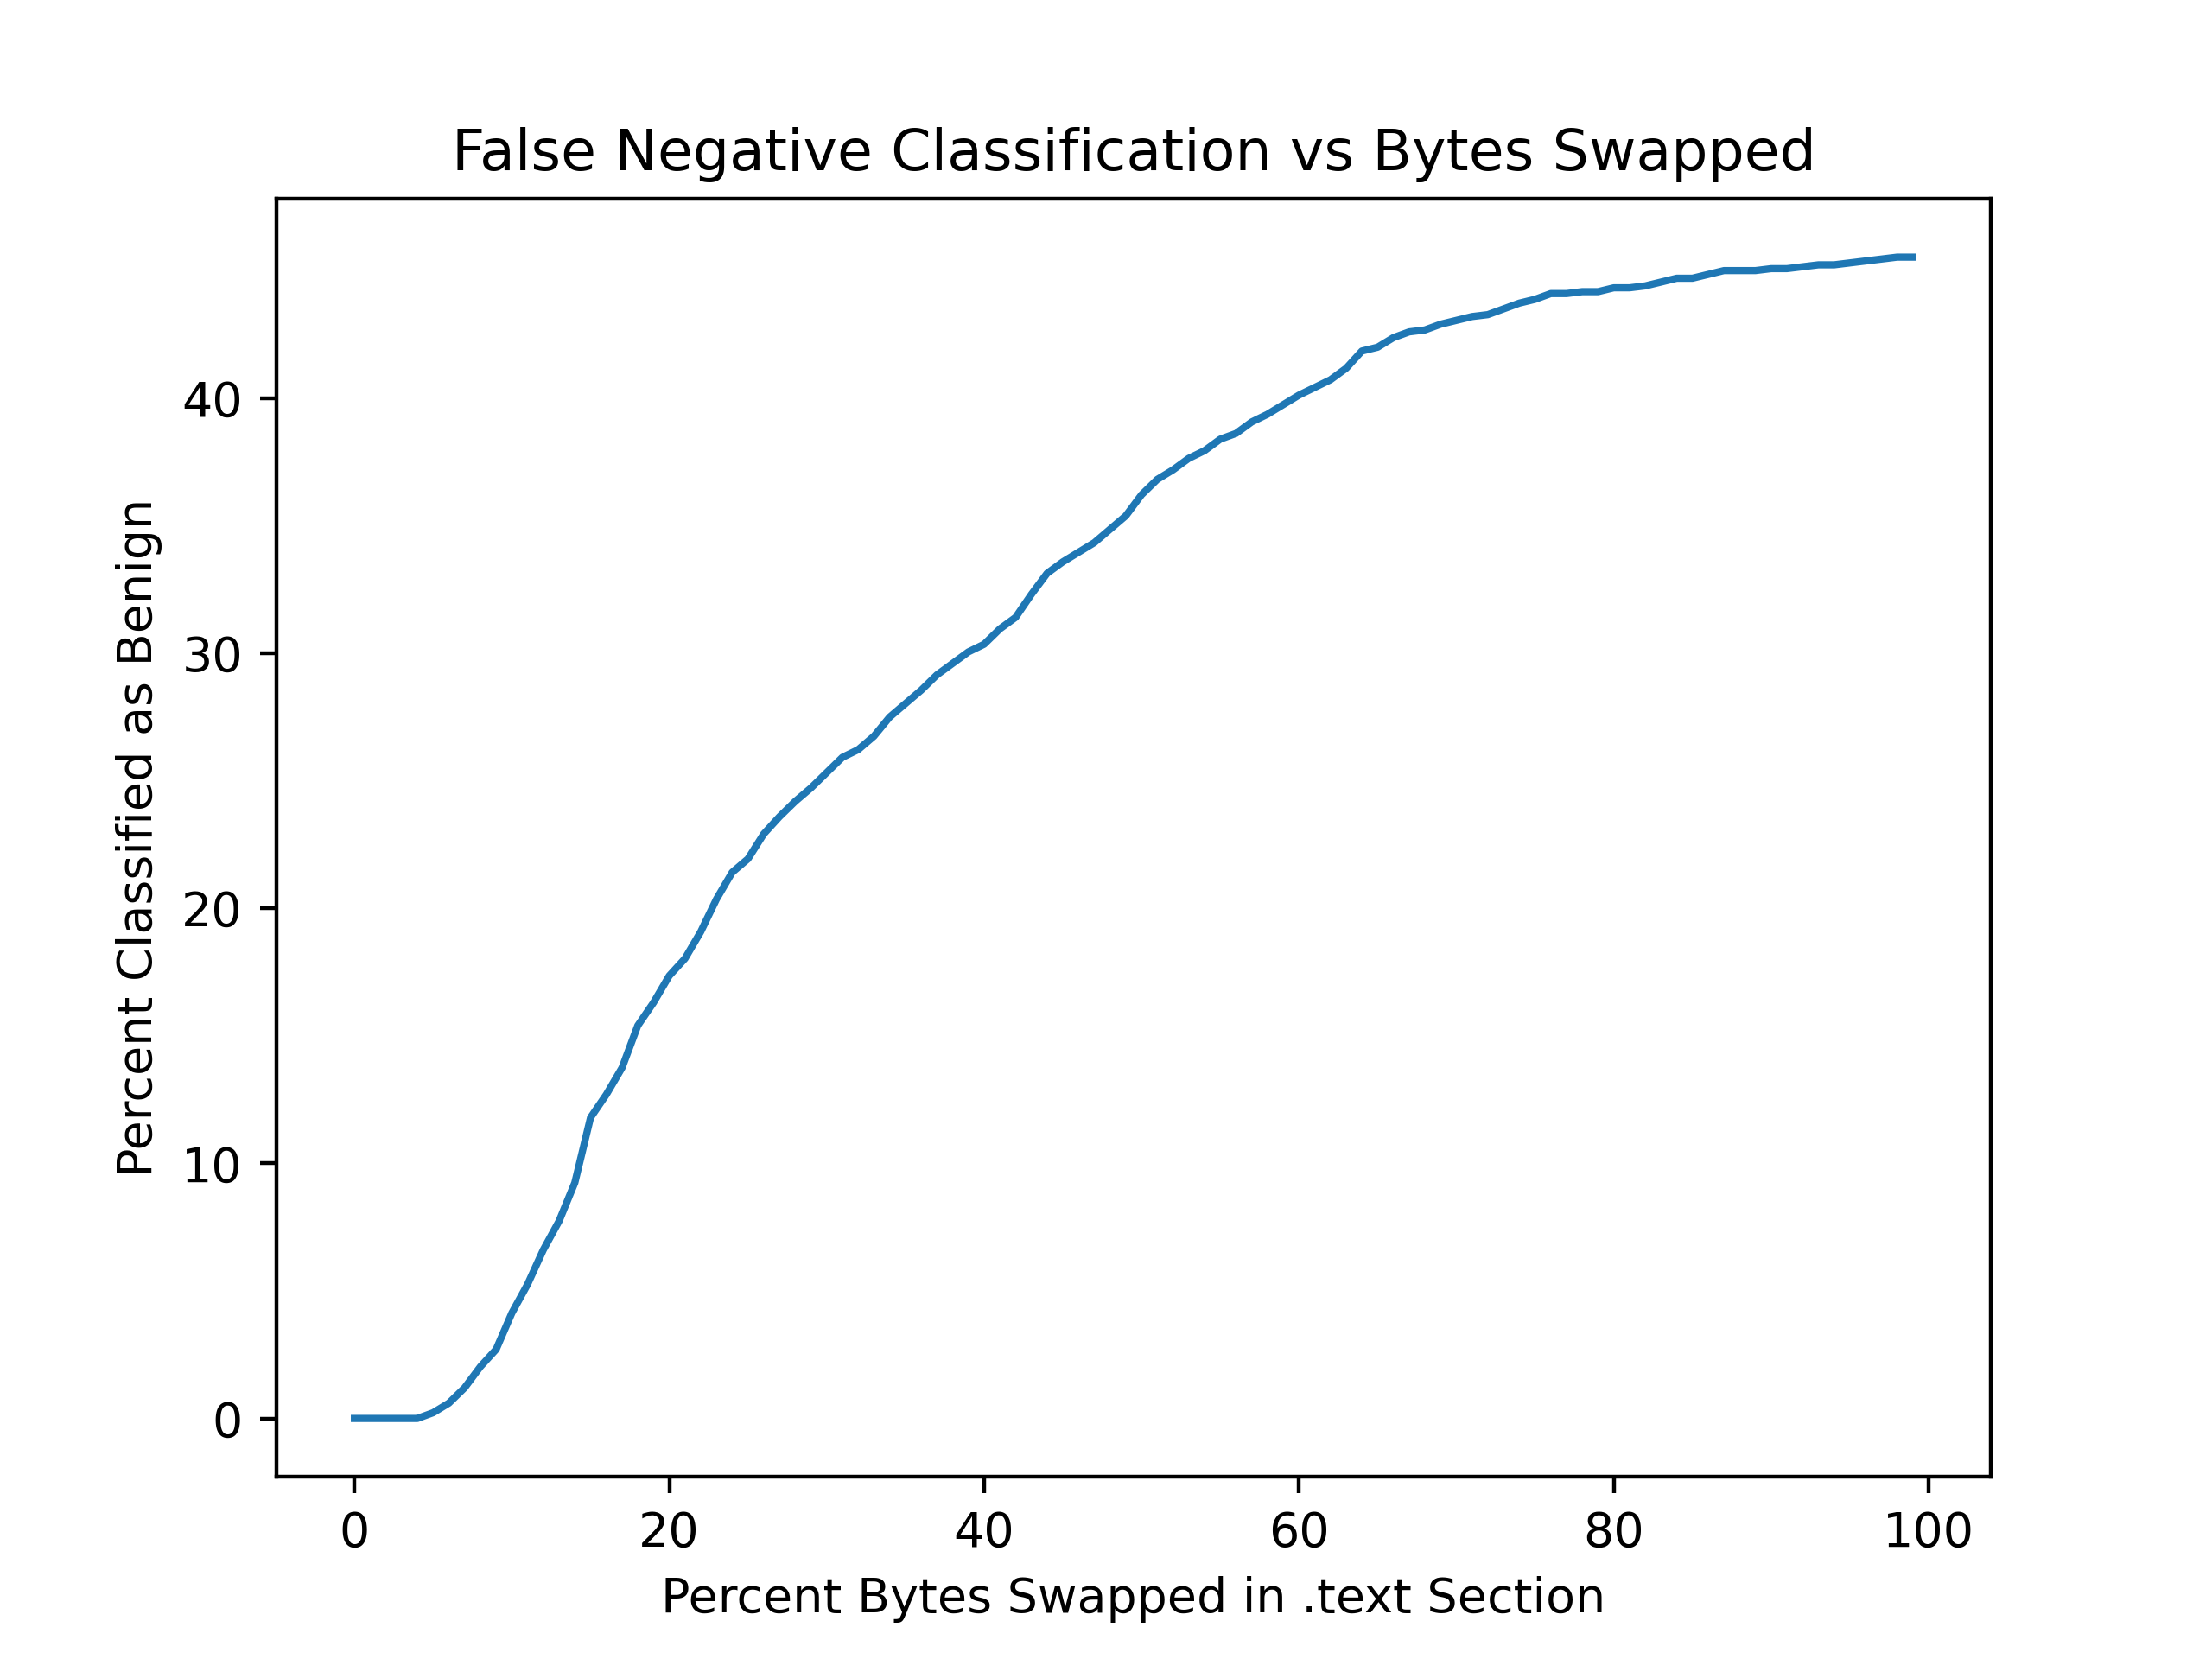 False Negative Classification vs Bytes Swapped
Percent Classified as Benign
40
30
20
10
0
0 20 40 60 80 100
Percent Bytes Swapped in .text Section